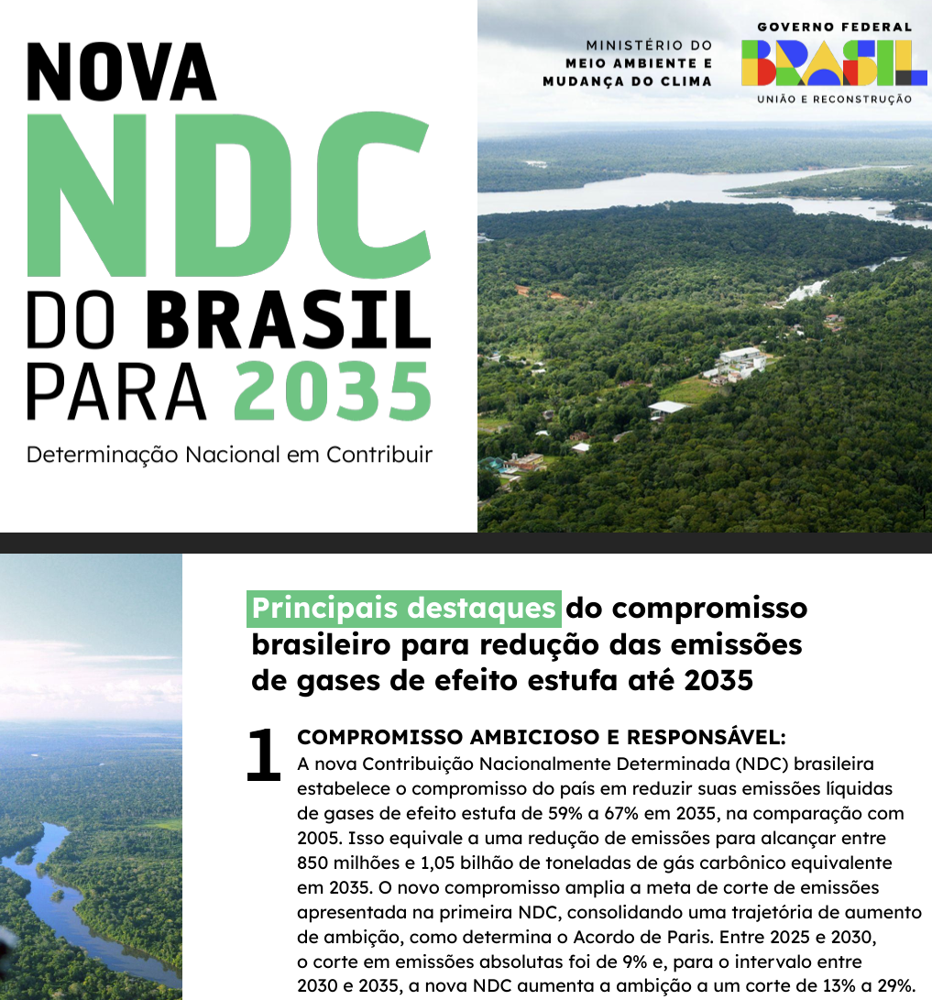 NOVA
NDC
DO BRASIL
PARA 2035
Determinação Nacional em Contribuir
MINISTÉRIO DO
MEIO AMBIENTE E
MUDANÇA DO CLIMA
GOVERNO FEDERAL
BRASIL
UNIÃO E RECONSTRUÇÃO
Principais destaques do compromisso
brasileiro para redução das emissões
de gases de efeito estufa até 2035
1
COMPROMISSO AMBICIOSO E RESPONSÁVEL:
A nova Contribuição Nacionalmente Determinada (NDC) brasileira
estabelece o compromisso do país em reduzir suas emissões líquidas
de gases de efeito estufa de 59% a 67% em 2035, na comparação com
2005. Isso equivale a uma redução de emissões para alcançar entre
850 milhões e 1,05 bilhão de toneladas de gás carbônico equivalente
em 2035. O novo compromisso amplia a meta de corte de emissões
apresentada na primeira NDC, consolidando uma trajetória de aumento
de ambição, como determina o Acordo de Paris. Entre 2025 e 2030,
o corte em emissões absolutas foi de 9% e, para o intervalo entre
2030 e 2035, a nova NDC aumenta a ambição a um corte de 13% a 29%.